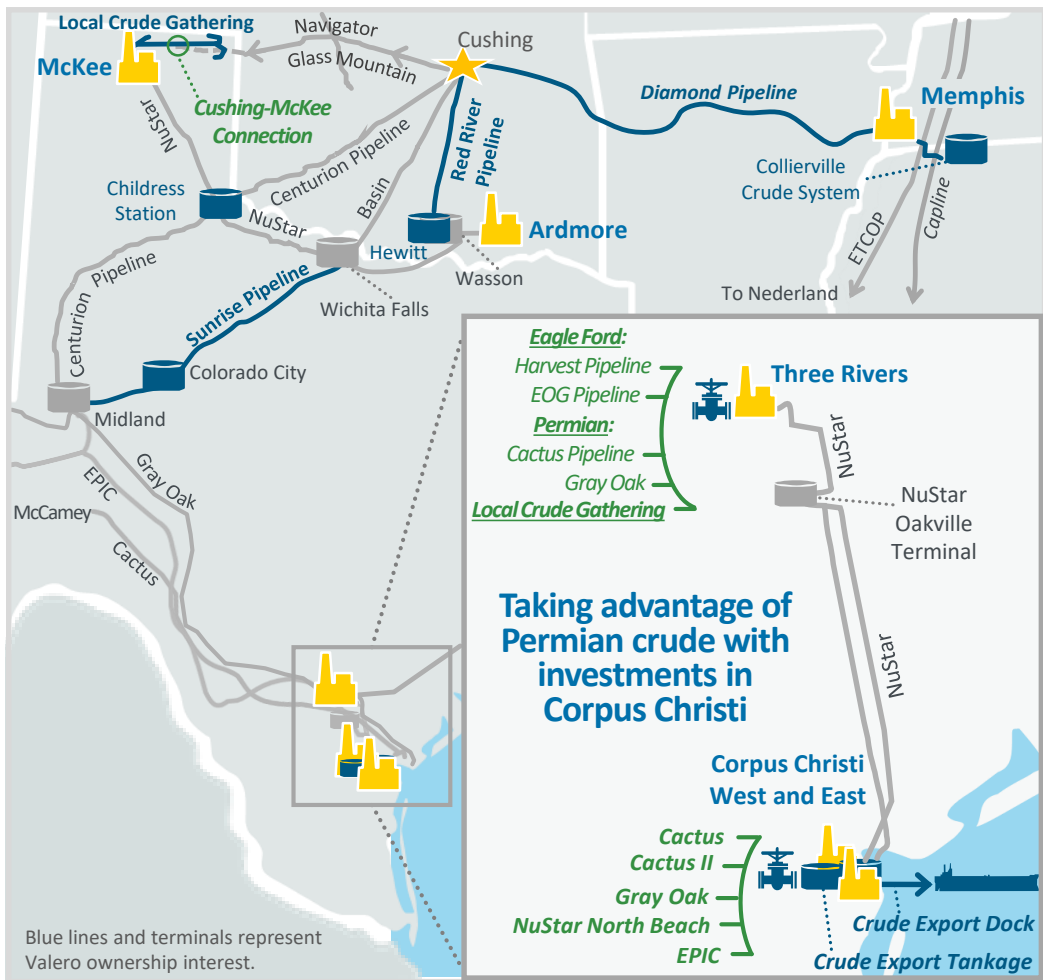 Local Crude Gathering
Navigator
Glass Mountain
Cushing
McKee
Cushing-McKee
Connection
NuStar
Diamond Pipeline
Memphis
Red River
Pipeline
Centurion Pipeline
Basin
Collierville
Crude System
Childress
Station
NuStar
Hewitt
Ardmore
Wasson
ETCOP
Capline
To Nederland
Centurion Pipeline
Sunrise Pipeline
Wichita Falls
Colorado City
Midland
Gray Oak
EPIC
McCamey
Cactus
Eagle Ford:
Harvest Pipeline
EOG Pipeline
Permian:
Cactus Pipeline
Gray Oak
Local Crude Gathering
Three Rivers
NuStar
NuStar
Oakville
Terminal
Taking advantage of
Permian crude with
investments in
Corpus Christi
NuStar
NuStar
Corpus Christi
West and East
Cactus
Cactus II
Gray Oak
NuStar North Beach
EPIC
Crude Export Dock
Crude Export Tankage
Blue lines and terminals represent
Valero ownership interest.